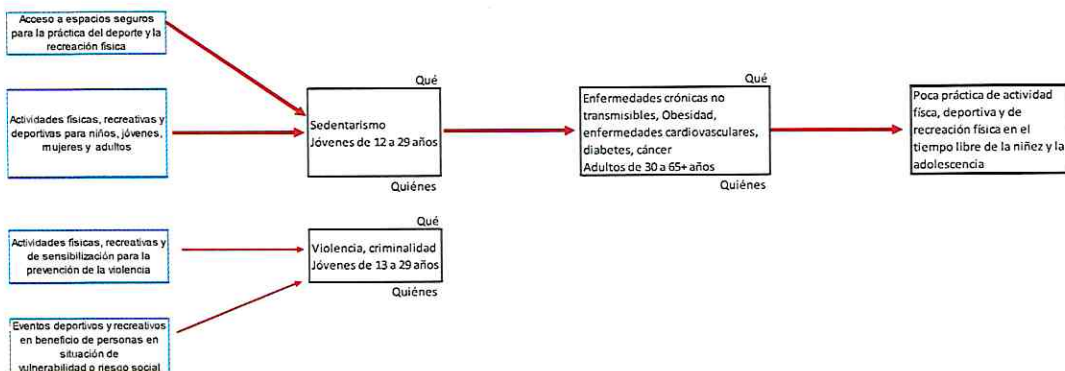 Acceso a espacios seguros
para la práctica del deporte y la
recreación física
Actividades físicas, recreativas y
deportivas para niños, jóvenes,
mujeres y adultos
Qué
Sedentarismo
Jóvenes de 12 a 29 años
Quiénes
Qué
Enfermedades crónicas no
transmisibles, Obesidad,
enfermedades cardiovasculares,
diabetes, cáncer
Adultos de 30 a 65+ años
Quiénes
Poca práctica de actividad
físca, deportiva y de
recreación física en el
tiempo libre de la niñez y la
adolescencia
Actividades físicas, recreativas y
de sensibilización para la
prevención de la violencia
Qué
Violencia, criminalidad
Jóvenes de 13 a 29 años
Quiénes
Eventos deportivos y recreativos
en beneficio de personas en
situación de
vulnerabilidad o riesgo social